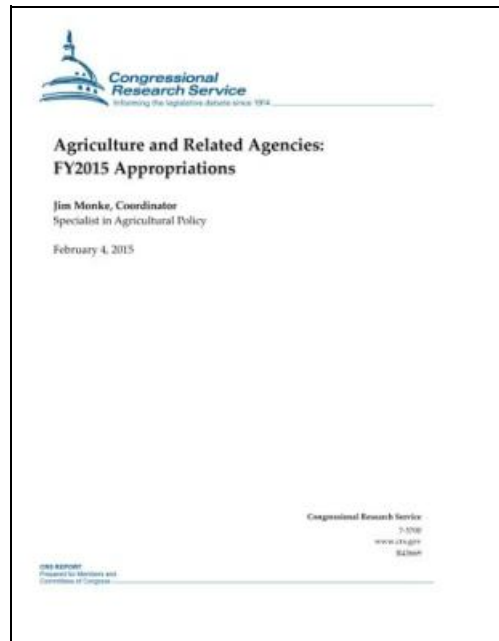 Congressional
Research Service
Informing the legislative debate since 1914
Agriculture and Related Agencies:
FY2015 Appropriations
Jim Monke, Coordinator
Specialist in Agricultural Policy
February 4, 2015
Congressional Research Service
7-5700
www.crs.gov
R43669
CRS REPORT
Prepared for Members and
Committees of Congress